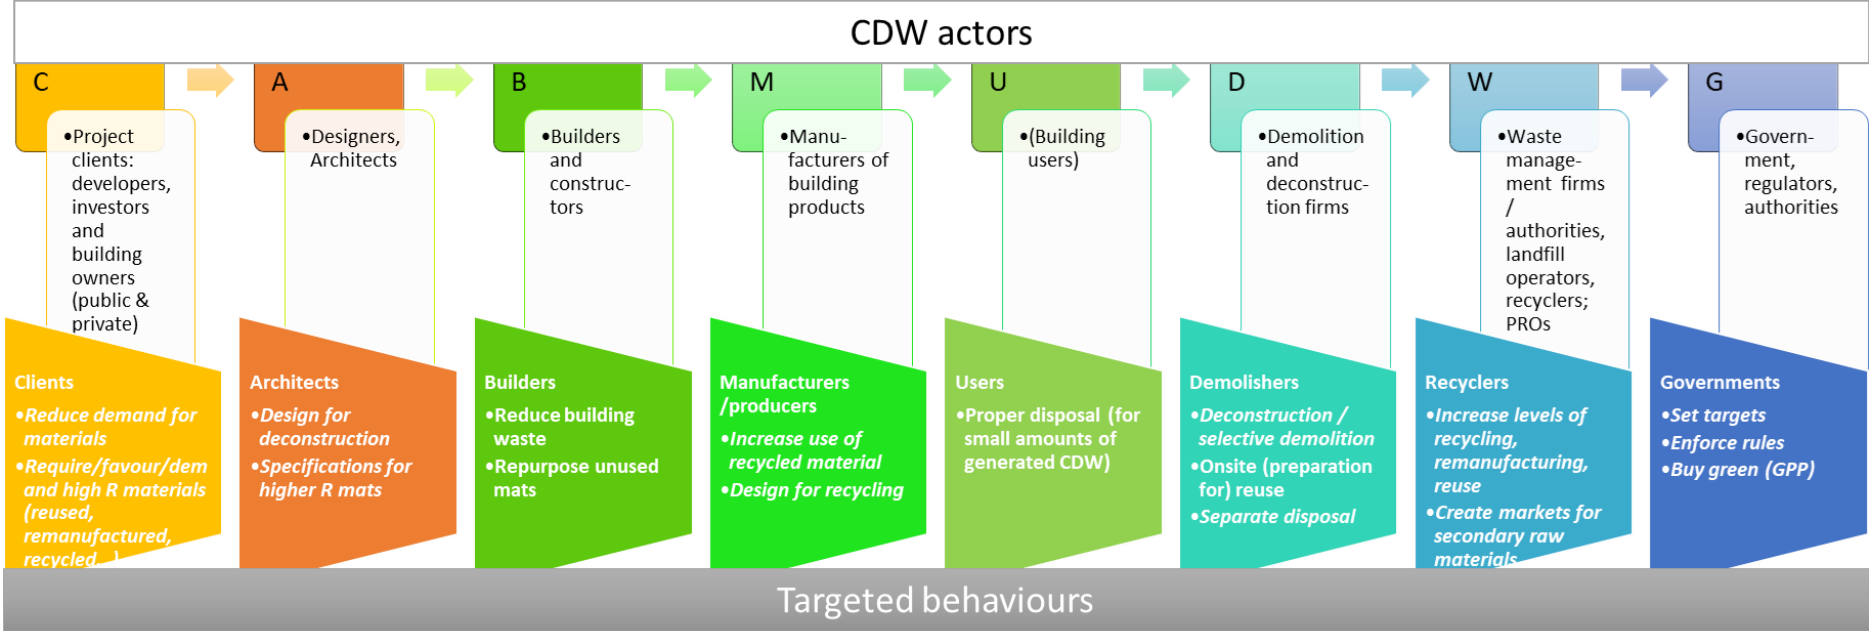 CDW actors
C
•Project
clients:
developers,
investors
and
building
owners
(public &
private)
A
•Designers,
Architects
B
•Builders
and
construc-
tors
M
•Manu-
facturers of
building
products
U
•(Building
users)
D
•Demolition
and
deconstruc-
tion firms
W
•Waste
manage-
ment firms
/
authorities,
landfill
operators,
recyclers;
PROs
G
•Govern-
ment,
regulators,
authorities
Clients
•Reduce demand for
materials
•Require/favour/dem
and high R materials
(reused,
remanufactured,
recycled...)
Architects
•Design for
deconstruction
•Specifications for
higher R mats
Builders
•Reduce building
waste
•Repurpose unused
mats
Manufacturers
/producers
•Increase use of
recycled material
•Design for recycling
Users
•Proper disposal (for
small amounts of
generated CDW)
Demolishers
•Deconstruction /
selective demolition
•Onsite (preparation
for) reuse
•Separate disposal
Recyclers
•Increase levels of
recycling,
remanufacturing,
reuse
•Create markets for
secondary raw
materials
Governments
•Set targets
•Enforce rules
•Buy green (GPP)
Targeted behaviours